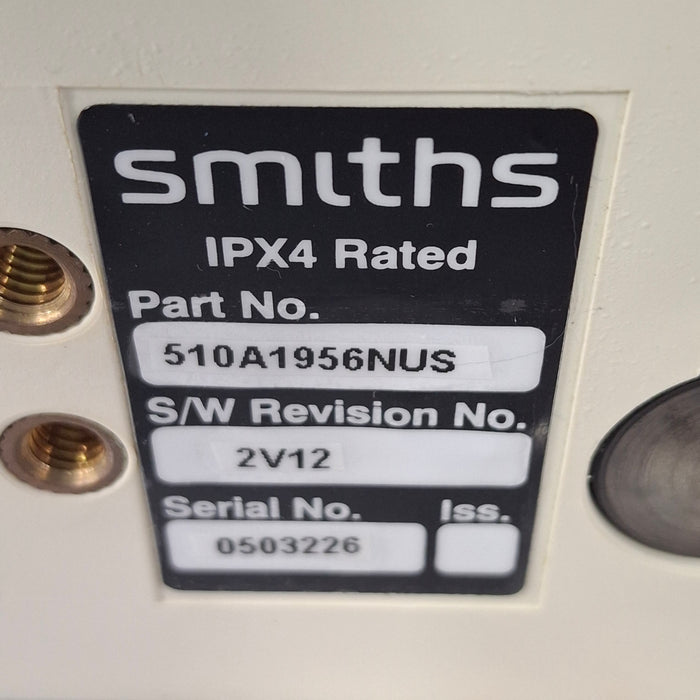 smiths
IPX4 Rated
Part No.
510A1956NUS
S/W Revision No.
2V12
Serial No. Iss.
0503226